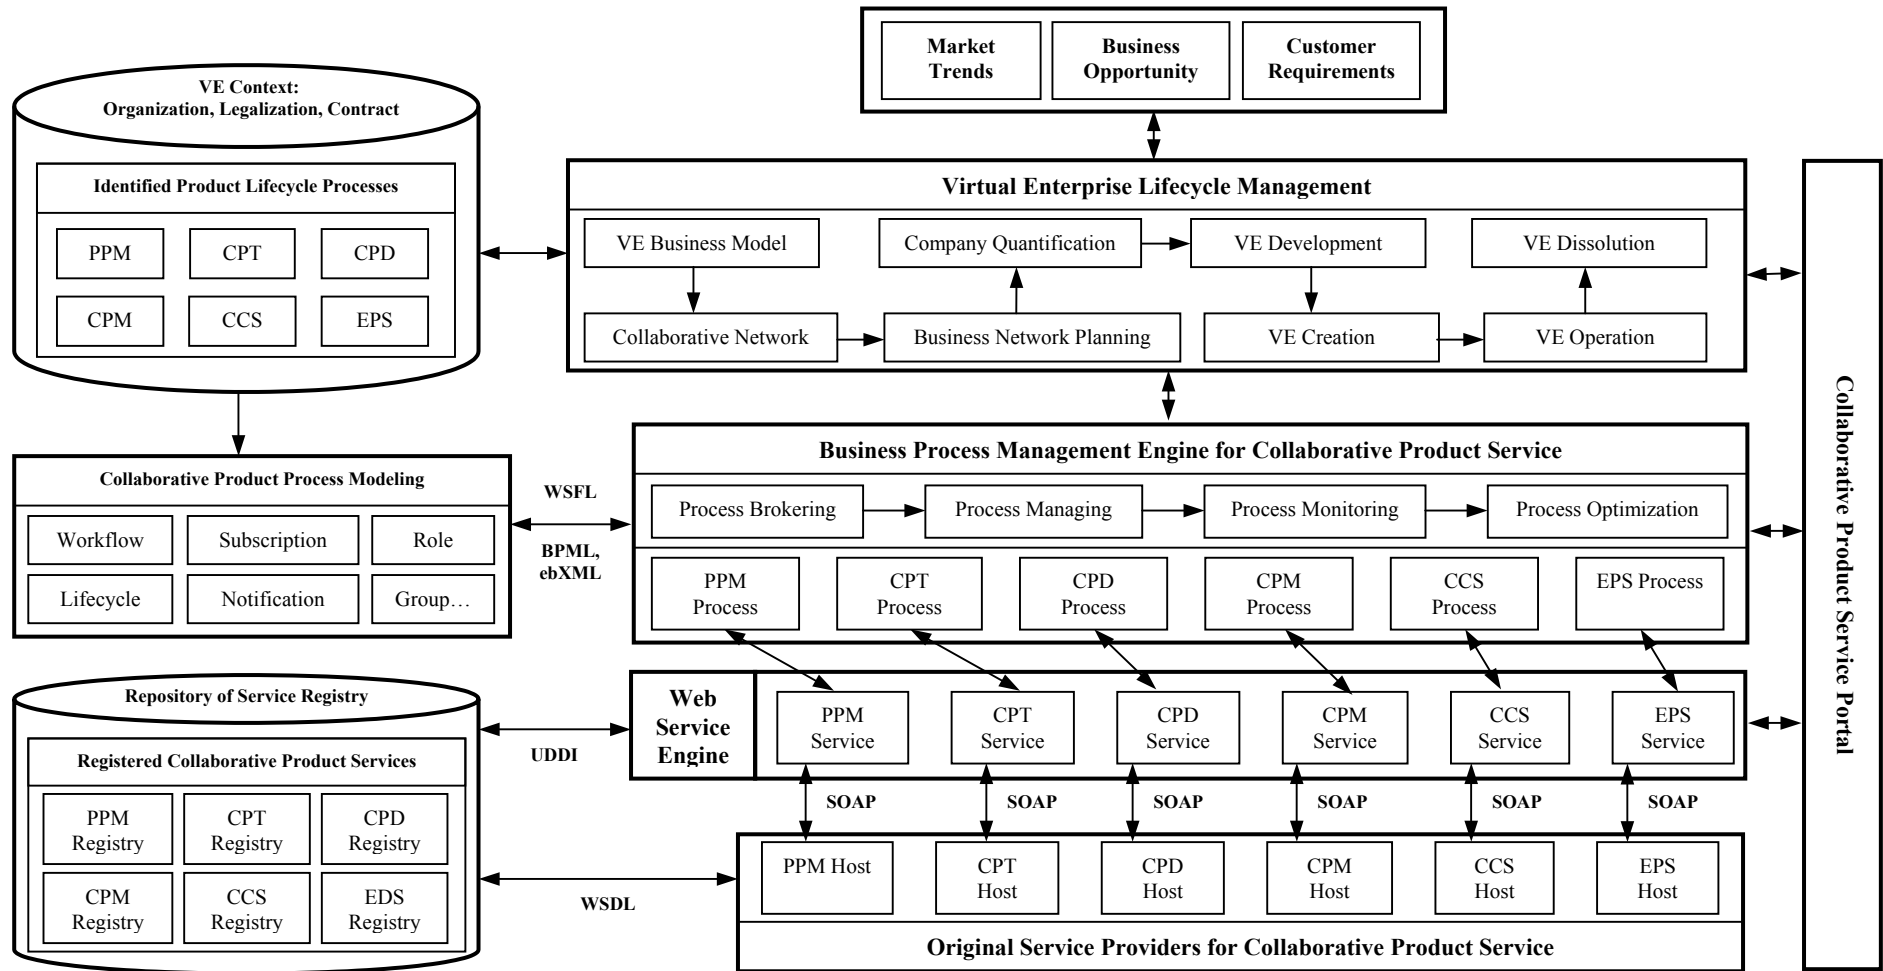 Market
Trends
Business
Opportunity
Customer
Requirements
VE Context:
Organization, Legalization, Contract
Identified Product Lifecycle Processes
PPM
CPT
CPD
CPM
CCS
EPS
Virtual Enterprise Lifecycle Management
VE Business Model
Company Quantification
VE Development
VE Dissolution
Collaborative Network
Business Network Planning
VE Creation
VE Operation
Collaborative Product Service Portal
Collaborative Product Process Modeling
Workflow
Subscription
Role
Lifecycle
Notification
Group…
WSFL
BPML,
ebXML
Business Process Management Engine for Collaborative Product Service
Process Brokering
Process Managing
Process Monitoring
Process Optimization
PPM
Process
CPT
Process
CPD
Process
CPM
Process
CCS
Process
EPS Process
Repository of Service Registry
Registered Collaborative Product Services
PPM
Registry
CPT
Registry
CPD
Registry
CPM
Registry
CCS
Registry
EDS
Registry
UDDI
Web
Service
Engine
PPM
Service
CPT
Service
CPD
Service
CPM
Service
CCS
Service
EPS
Service
SOAP
SOAP
SOAP
SOAP
SOAP
SOAP
WSDL
PPM Host
CPT
Host
CPD
Host
CPM
Host
CCS
Host
EPS
Host
Original Service Providers for Collaborative Product Service